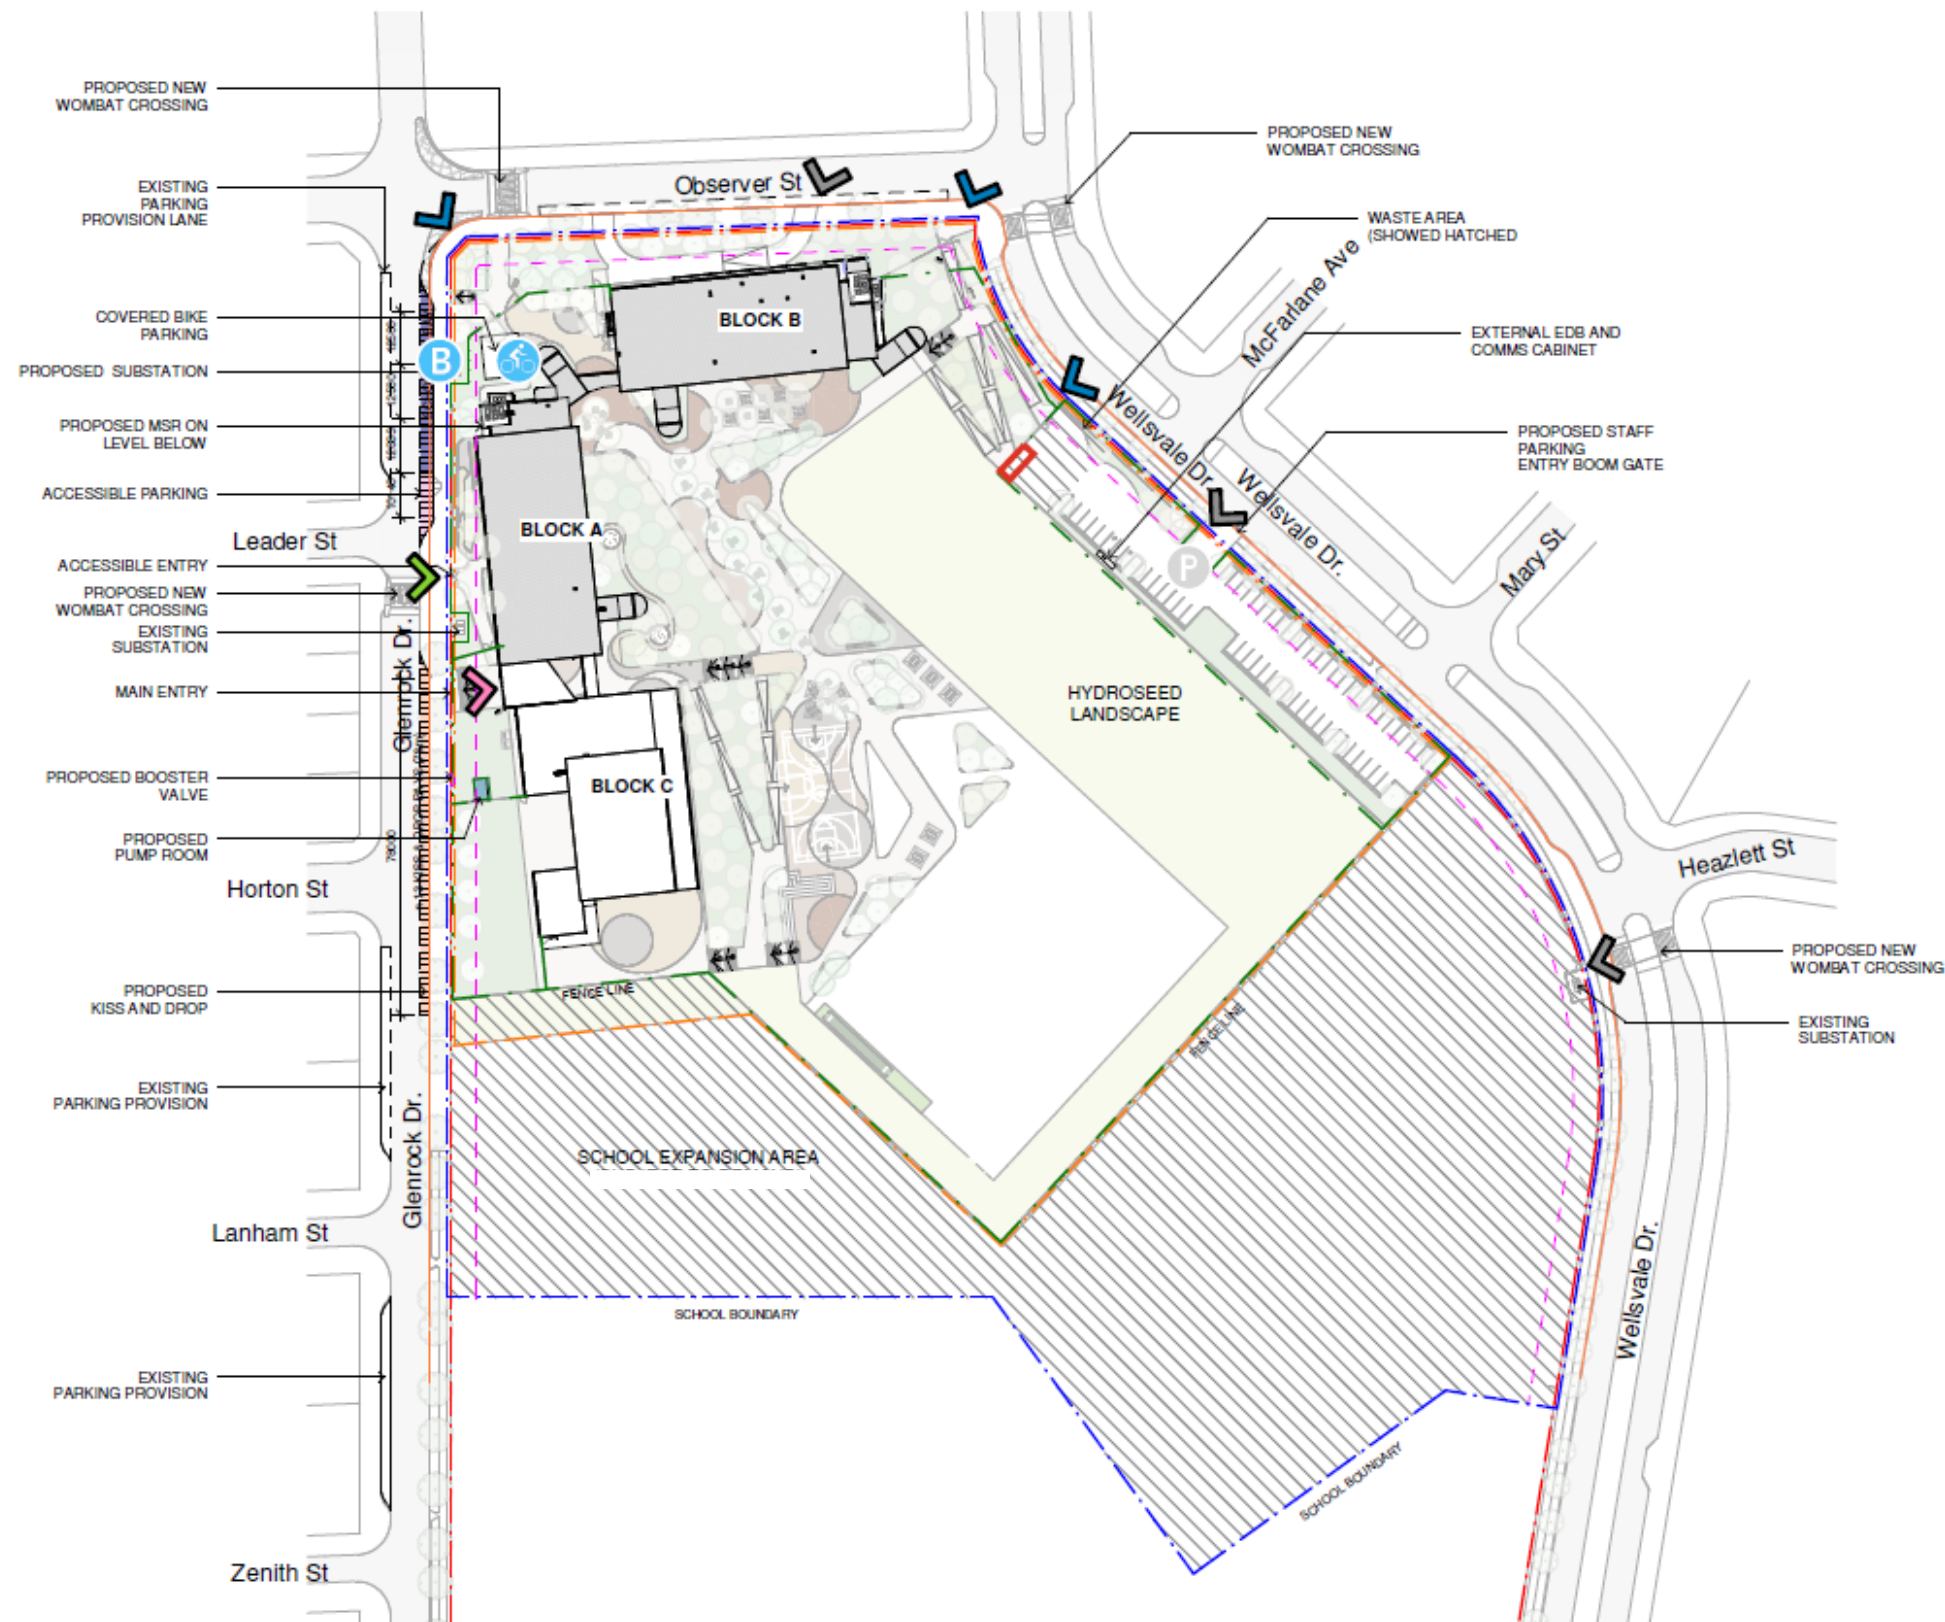 PROPOSED NEW
WOMBAT CROSSING
EXISTING
PARKING
PROVISION LANE
COVERED BIKE
PARKING
PROPOSED SUBSTATION
PROPOSED MSR ON
LEVEL BELOW
ACCESSIBLE PARKING
Leader St
ACCESSIBLE ENTRY
PROPOSED NEW
WOMBAT CROSSING
EXISTING
SUBSTATION
MAIN ENTRY
PROPOSED BOOSTER
VALVE
PROPOSED
PUMP ROOM
Horton St
PROPOSED
KISS AND DROP
EXISTING
PARKING PROVISION
Lanham St
EXISTING
PARKING PROVISION
Zenith St
Glenrock Dr.
Glenrock Dr.
78000
B
Observer St
BLOCK B
BLOCK A
BLOCK C
FENCE LINE
SCHOOL EXPANSION AREA
SCHOOL BOUNDARY
HYDROSEED
LANDSCAPE
FENCE LINE
SCHOOL BOUNDARY
P
PROPOSED NEW
WOMBAT CROSSING
WASTE AREA
(SHOWED HATCHED
McFarlane Ave
EXTERNAL EDB AND
COMMS CABINET
Wellsvale Dr.
Wellsvale Dr.
PROPOSED STAFF
PARKING
ENTRY BOOM GATE
Mary St
Heazlett St
PROPOSED NEW
WOMBAT CROSSING
EXISTING
SUBSTATION
Wellsvale Dr.